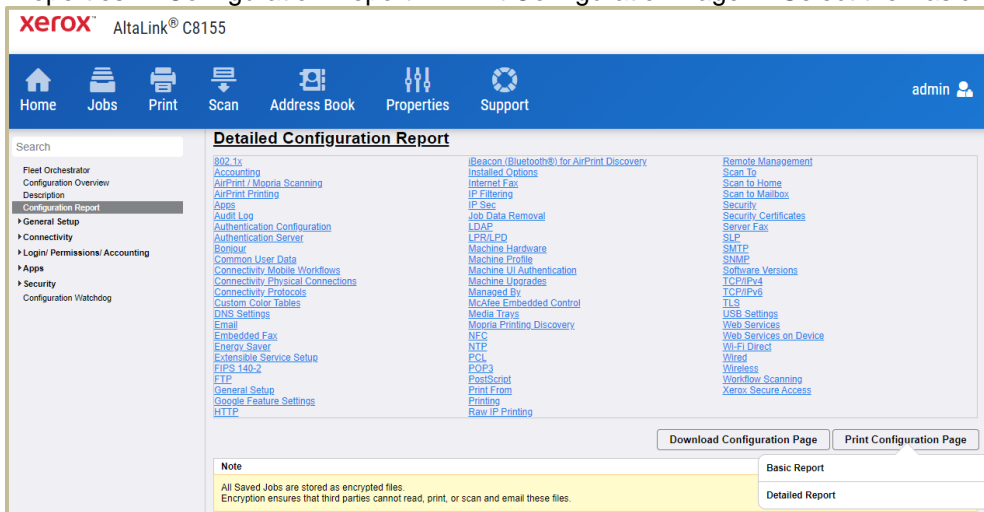 xerox™ AltaLink® C8155
Home Jobs Print Scan Address Book Properties Support admin
Search
Fleet Orchestrator
Configuration Overview
Description
Configuration Report
General Setup
Connectivity
Login/ Permissions/ Accounting
Apps
Security
Configuration Watchdog
Detailed Configuration Report
802.1x
Accounting
AirPrint / Mopria Scanning
AirPrint Printing
Apps
Audit Log
Authentication Configuration
Authentication Server
Bonjour
Common User Data
Connectivity Mobile Workflows
Connectivity Physical Connections
Connectivity Protocols
Custom Color Tables
DNS Settings
Email
Embedded Fax
Energy Saver
Extensible Service Setup
FIPS 140-2
FTP
General Setup
Google Feature Settings
HTTP
iBeacon (Bluetooth®) for AirPrint Discovery
Installed Options
Internet Fax
IP Filtering
IP Sec
Job Data Removal
LDAP
LPR/LPD
Machine Hardware
Machine Profile
Machine UI Authentication
Machine Upgrades
Managed By
McAfee Embedded Control
Media Trays
Mopria Printing Discovery
NFC
NTP
PCL
POP3
PostScript
Print From
Printing
Raw IP Printing
Remote Management
Scan To
Scan to Home
Scan to Mailbox
Security
Security Certificates
Server Fax
SLP
SMTP
SNMP
Software Versions
TCP/IPv4
TCP/IPv6
TLS
USB Settings
Web Services
Web Services on Device
Wi-Fi Direct
Wired
Wireless
Workflow Scanning
Xerox Secure Access
Download Configuration Page Print Configuration Page
Basic Report
Detailed Report
Note
All Saved Jobs are stored as encrypted files.
Encryption ensures that third parties cannot read, print, or scan and email these files.